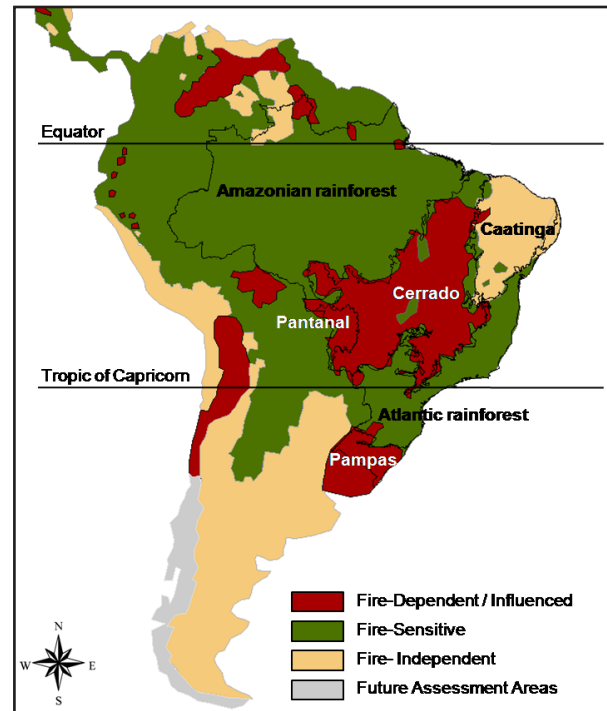 Equator
Amazonian rainforest
Caatinga
Cerrado
Pantanal
Tropic of Capricorn
Atlantic rainforest
Pampas
Fire-Dependent / Influenced
Fire-Sensitive
Fire- Independent
Future Assessment Areas
N
W E
S